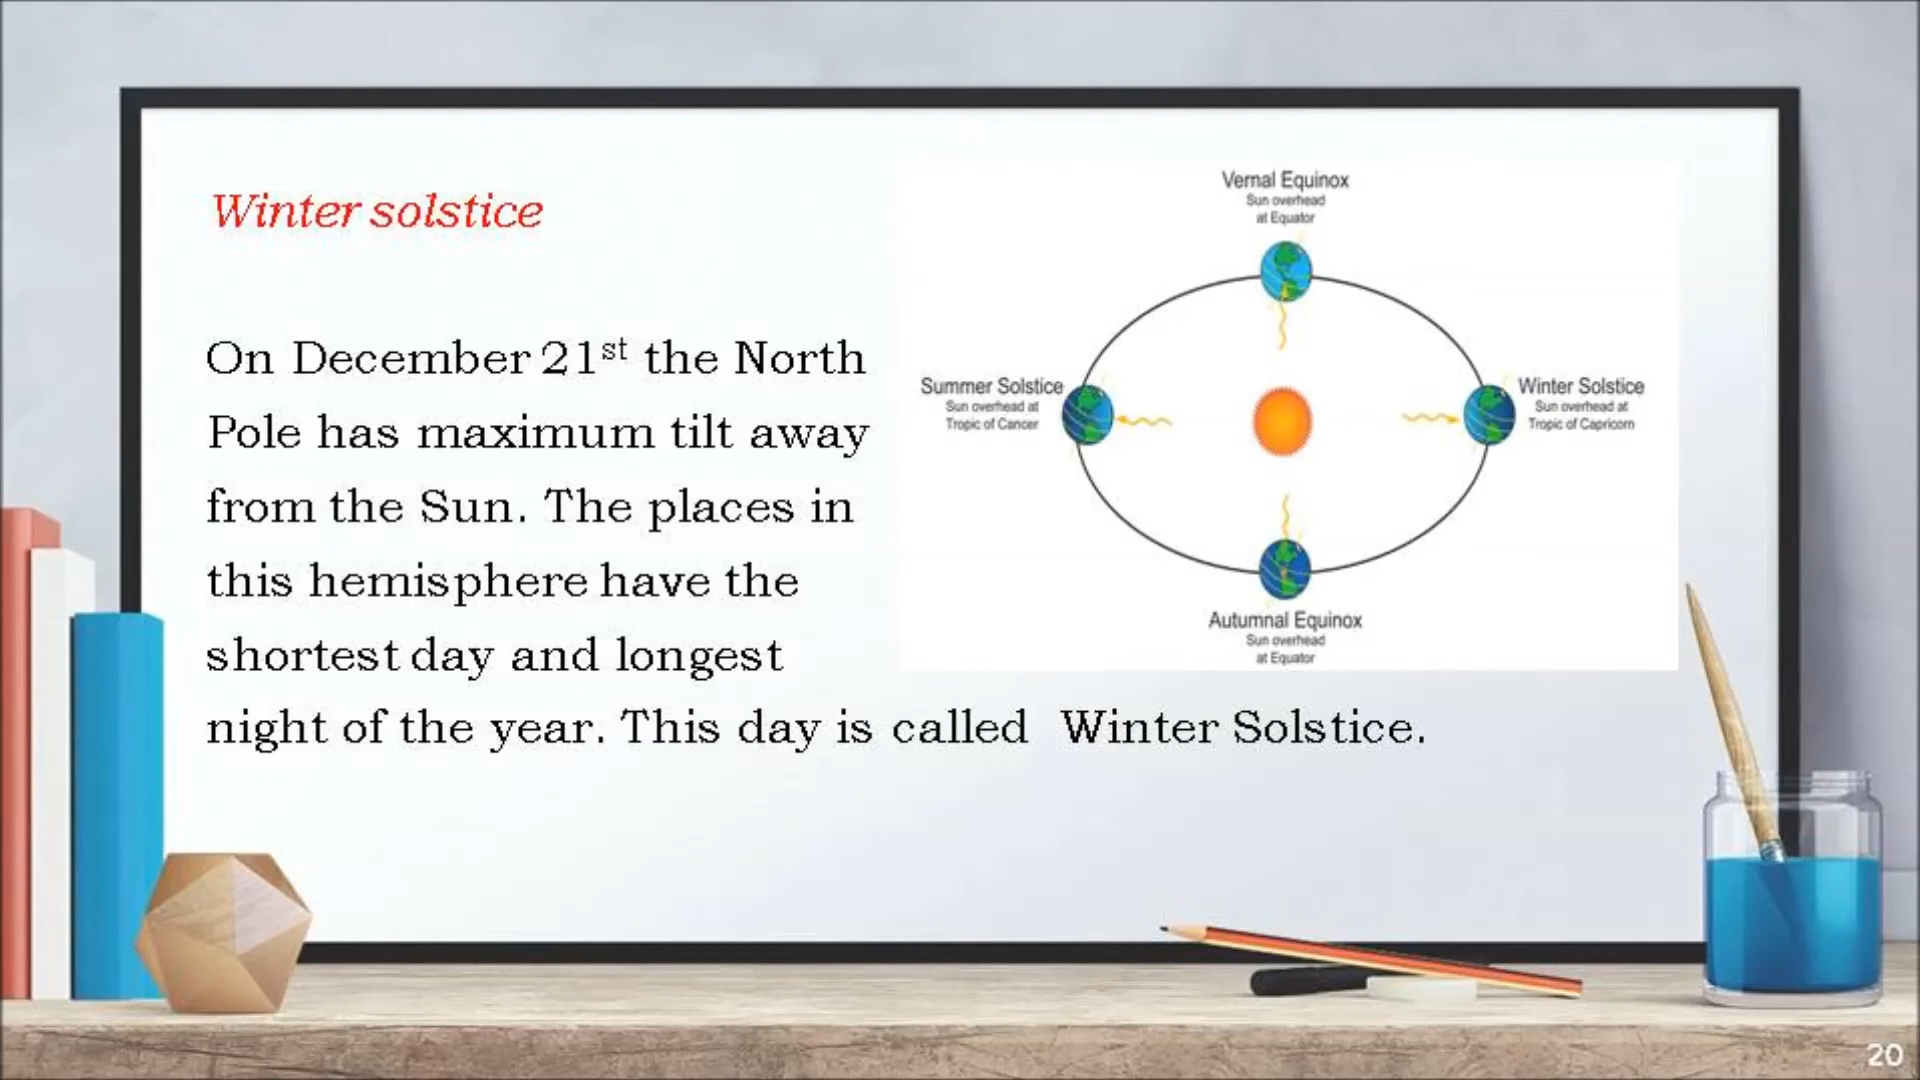 Winter solstice
On December 21st the North
Pole has maximum tilt away
from the Sun. The places in
this hemisphere have the
shortest day and longest
night of the year. This day is called Winter Solstice.
Vernal Equinox
Sun overhead
at Equator
Summer Solstice
Sun overhead at
Tropic of Cancer
Winter Solstice
Sun overhead at
Tropic of Capricorn
Autumnal Equinox
Sun overhead
at Equator
20